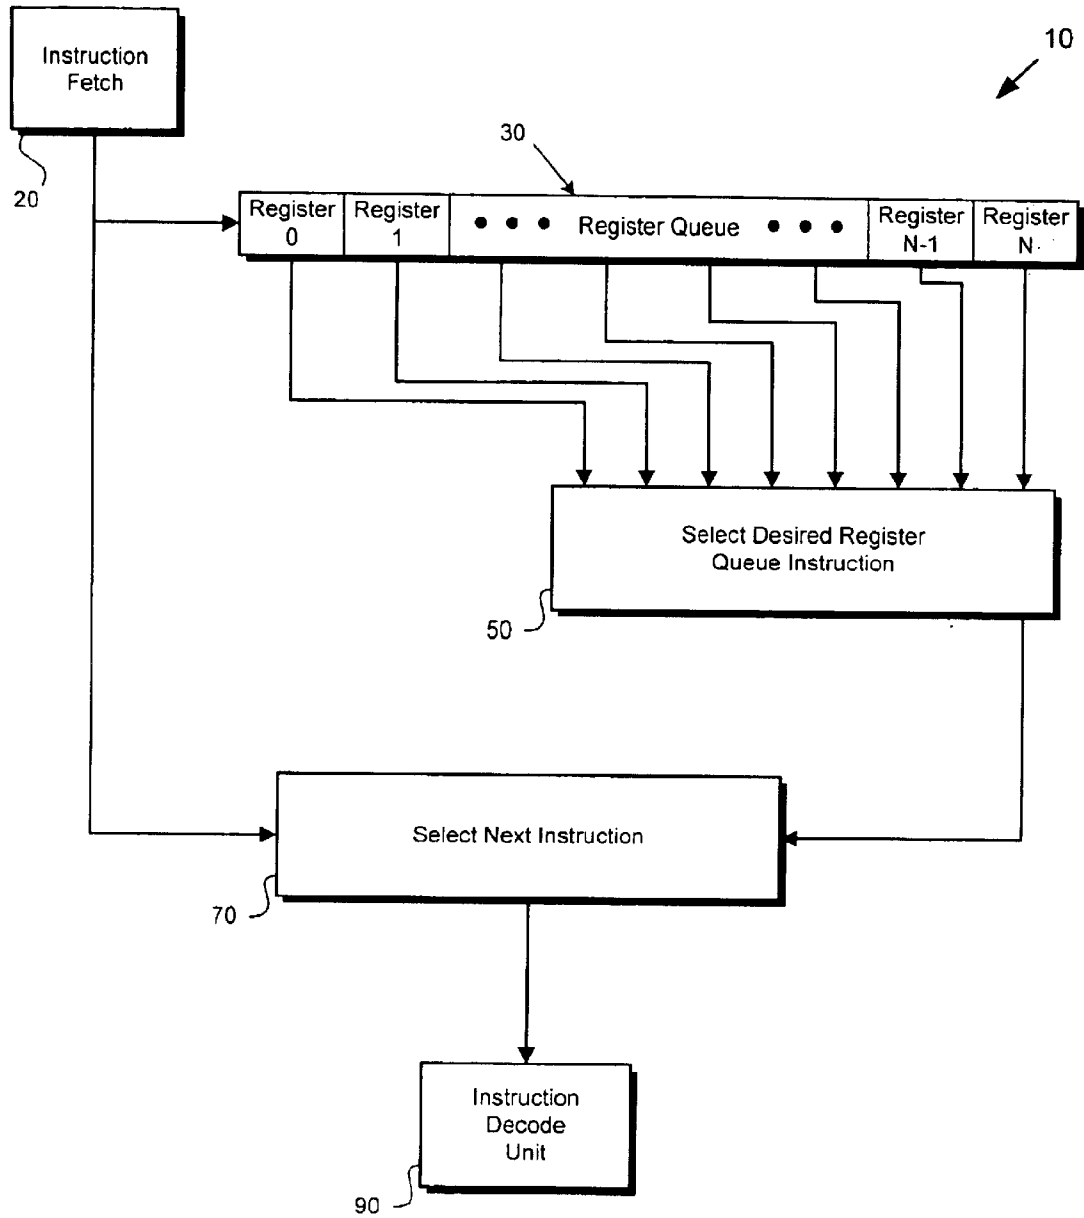 10
Instruction
Fetch
20
30
Register
0
Register
1
• • • Register Queue • • •
Register
N-1
Register
N
Select Desired Register
Queue Instruction
50
Select Next Instruction
70
Instruction
Decode
Unit
90